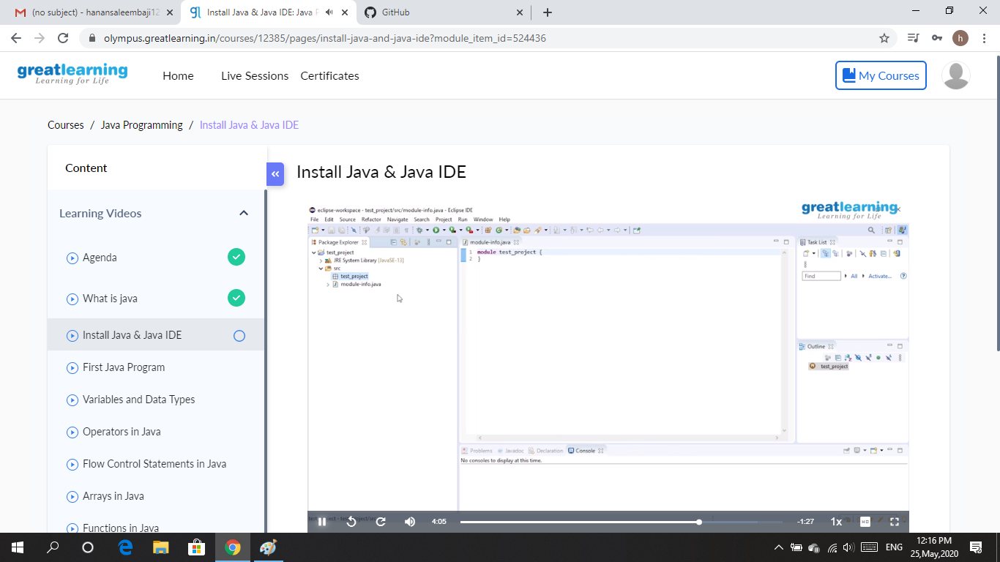 (no subject) - hanansaleembaji12
Install Java & Java IDE: Java P
GitHub
olympus.greatlearning.in/courses/12385/pages/install-java-and-java-ide?module_item_id=524436
h
greatlearning
Learning for Life
Home
Live Sessions
Certificates
My Courses
Courses / Java Programming / Install Java & Java IDE
Content
Learning Videos
Agenda
What is java
Install Java & Java IDE
First Java Program
Variables and Data Types
Operators in Java
Flow Control Statements in Java
Arrays in Java
Functions in Java
Install Java & Java IDE
eclipse-workspace - test_project/src/module-info.java - Eclipse IDE
greatlearning
Learning for Life
File Edit Source Refactor Navigate Search Project Run Window Help
Package Explorer
test_project
JRE System Library [JavaSE-13]
src
test_project
module-info.java
module-info.java
1 module test_project {
2 }
Task List
Find
All
Activate...
Outline
test_project
Problems Javadoc Declaration Console
No consoles to display at this time.
4:05
-1:27
1x
HD
ENG
12:16 PM
25,May,2020